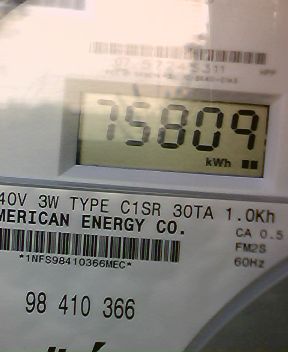 75809
kWh
40V 3W TYPE C1SR 30TA 1.0Kh
MERICAN ENERGY CO.
CA 0.5
FM2S
*1NFS98410366MEC*
60Hz
98 410 366